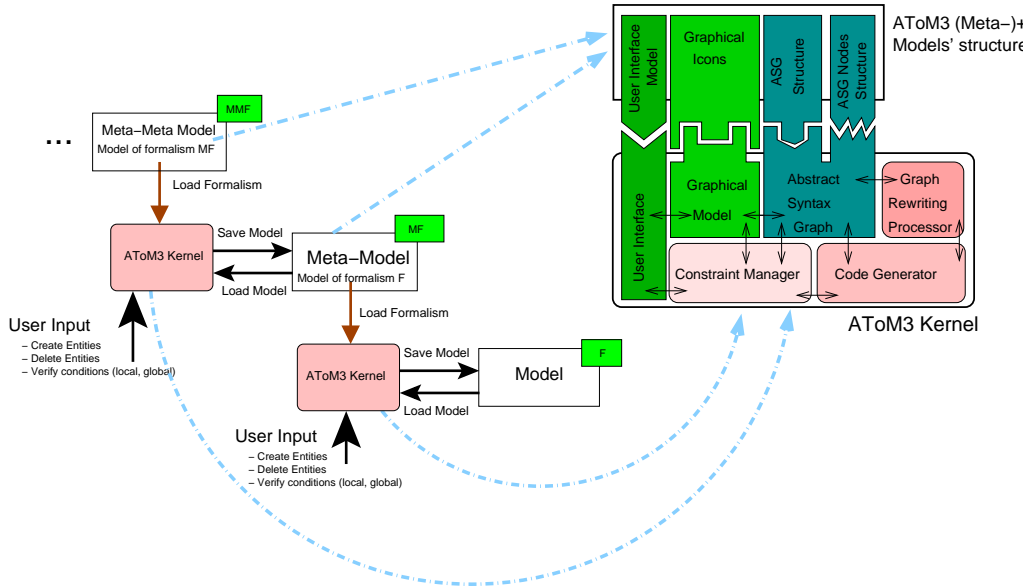 ...
MMF
Meta–Meta Model
Model of formalism MF
Load Formalism
AToM3 Kernel
Save Model
Load Model
MF
Meta–Model
Model of formalism F
User Input
– Create Entities
– Delete Entities
– Verify conditions (local, global)
Load Formalism
AToM3 Kernel
Save Model
Load Model
F
Model
User Input
– Create Entities
– Delete Entities
– Verify conditions (local, global)
AToM3 (Meta–)+
Models' structure
User Interface
Model
Graphical
Icons
ASG
Structure
ASG Nodes
Structure
User Interface
Graphical
Model
Abstract
Syntax
Graph
Graph
Rewriting
Processor
Constraint Manager
Code Generator
AToM3 Kernel